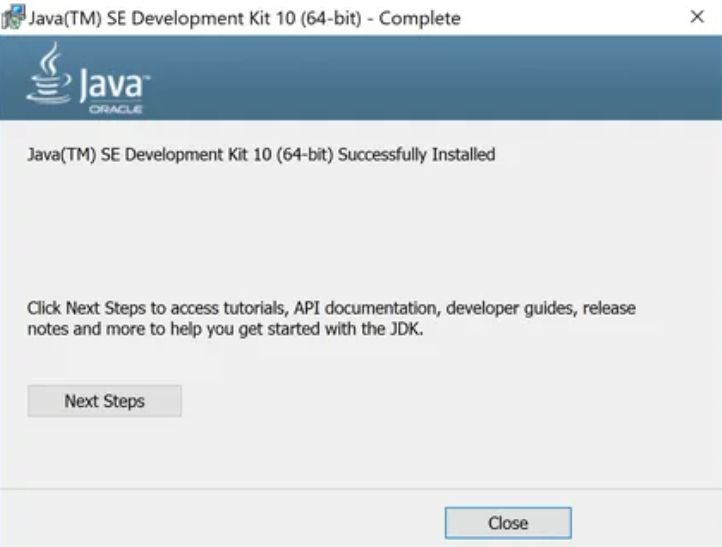 Java(TM) SE Development Kit 10 (64-bit) - Complete
Java™
ORACLE
Java(TM) SE Development Kit 10 (64-bit) Successfully Installed
Click Next Steps to access tutorials, API documentation, developer guides, release
notes and more to help you get started with the JDK.
Next Steps
Close